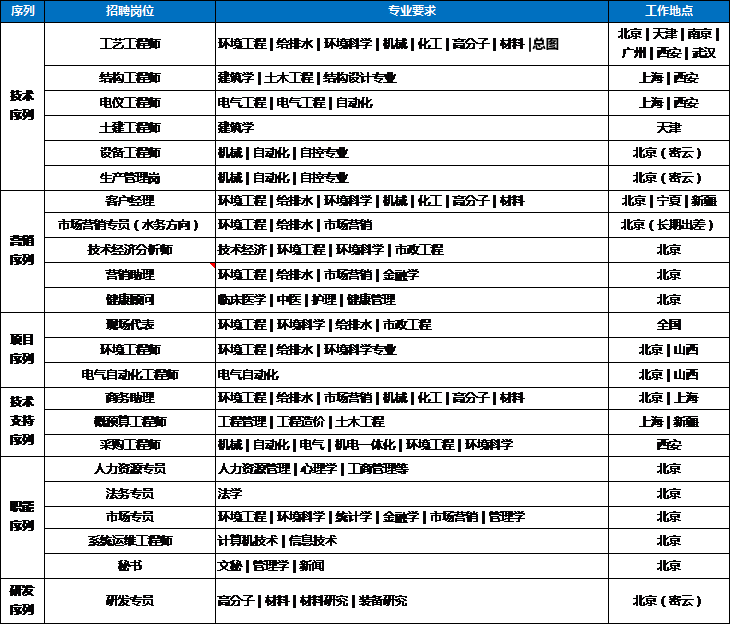 序列 招聘岗位 专业要求 工作地点
技术序列
工艺工程师 环境工程 | 给排水 | 环境科学 | 机械 | 化工 | 高分子 | 材料 |总图 北京 | 天津 | 南京 |
广州 | 西安 | 武汉
结构工程师 建筑学 | 土木工程 | 结构设计专业 上海 | 西安
电仪工程师 电气工程 | 电气工程 | 自动化 上海 | 西安
土建工程师 建筑学 天津
设备工程师 机械 | 自动化 | 自控专业 北京（密云）
生产管理岗 机械 | 自动化 | 自控专业 北京（密云）
营销序列
客户经理 环境工程 | 给排水 | 环境科学 | 机械 | 化工 | 高分子 | 材料 北京 | 宁夏 | 新疆
市场营销专员（水务方向） 环境工程 | 给排水 | 市场营销 北京（长期出差）
技术经济分析师 技术经济 | 环境工程 | 环境科学 | 市政工程 北京
营销助理 环境工程 | 给排水 | 市场营销 | 金融学 北京
健康顾问 临床医学 | 中医 | 护理 | 健康管理 北京
项目序列
现场代表 环境工程 | 环境科学 | 给排水 | 市政工程 全国
环境工程师 环境工程 | 给排水 | 环境科学专业 北京 | 山西
电气自动化工程师 电气自动化 北京 | 山西
技术支持序列
商务助理 环境工程 | 给排水 | 市场营销 | 机械 | 化工 | 高分子 | 材料 北京 | 上海
概预算工程师 工程管理 | 工程造价 | 土木工程 上海 | 新疆
采购工程师 机械 | 自动化 | 电气 | 机电一体化 | 环境工程 | 环境科学 西安
职能序列
人力资源专员 人力资源管理 | 心理学 | 工商管理等 北京
法务专员 法学 北京
市场专员 环境工程 | 环境科学 | 统计学 | 金融学 | 市场营销 | 管理学 北京
系统运维工程师 计算机技术 | 信息技术 北京
秘书 文秘 | 管理学 | 新闻 北京
研发序列
研发专员 高分子 | 材料 | 材料研究 | 装备研究 北京（密云）